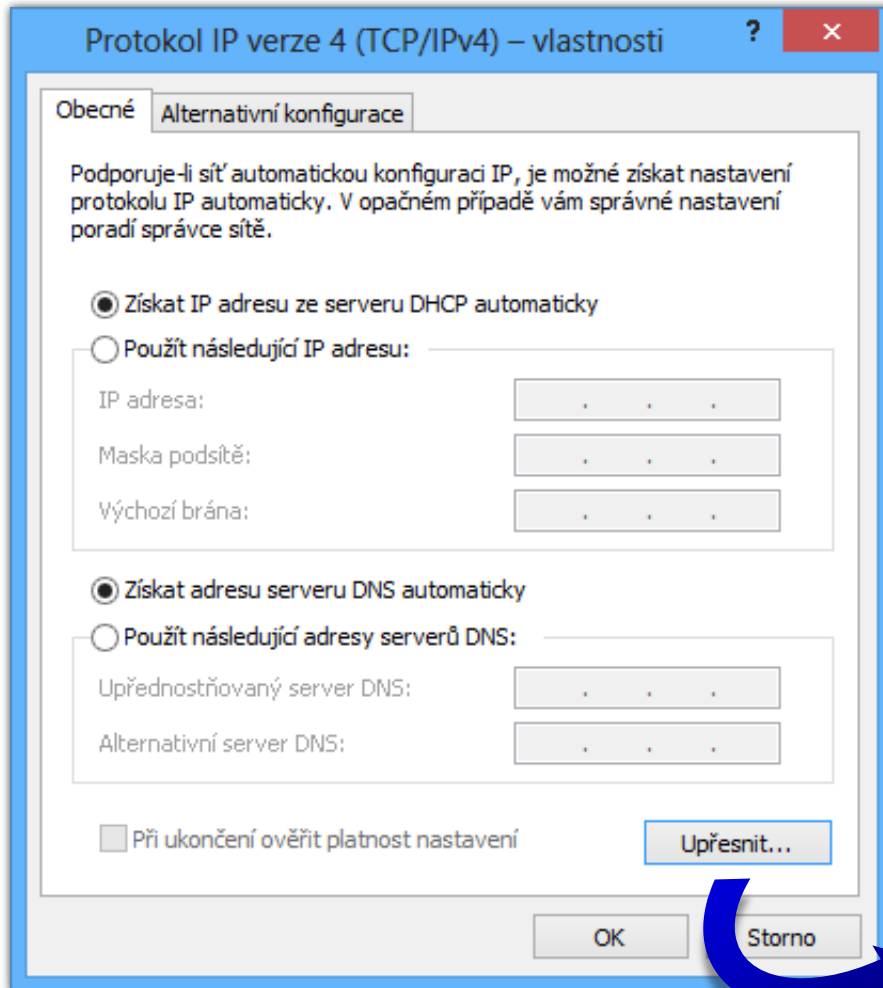 Protokol IP verze 4 (TCP/IPv4) – vlastnosti
?
Obecné
Alternativní konfigurace
Podporuje-li síť automatickou konfiguraci IP, je možné získat nastavení
protokolu IP automaticky. V opačném případě vám správné nastavení
poradí správce sítě.
Získat IP adresu ze serveru DHCP automaticky
Použít následující IP adresu:
IP adresa:
Maska podsítě:
Výchozí brána:
Získat adresu serveru DNS automaticky
Použít následující adresy serverů DNS:
Upřednostňovaný server DNS:
Alternativní server DNS:
Při ukončení ověřit platnost nastavení
Upřesnit...
OK
Storno